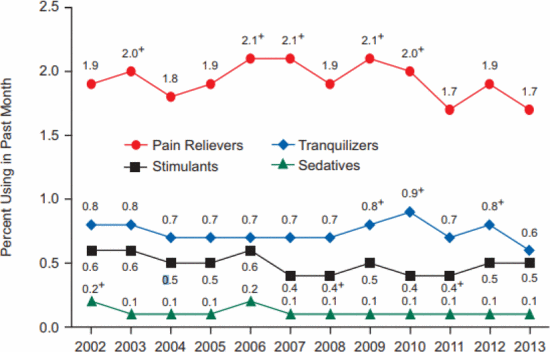 Percent Using in Past Month
2.5
2.0
1.5
1.0
0.5
0.0
1.9 2.0+ 1.8 1.9 2.1+ 2.1+ 1.9 2.1+ 2.0+ 1.7 1.9 1.7
Pain Relievers Tranquilizers
Stimulants Sedatives
0.8 0.8 0.7 0.7 0.7 0.7 0.7 0.8+ 0.9+ 0.7 0.8+ 0.6
0.6 0.6 0.5 0.5 0.6 0.4 0.4+ 0.5 0.4 0.4+ 0.5 0.5
0.2+ 0.1 0.1 0.1 0.2 0.1 0.1 0.1 0.1 0.1 0.1 0.1
2002 2003 2004 2005 2006 2007 2008 2009 2010 2011 2012 2013